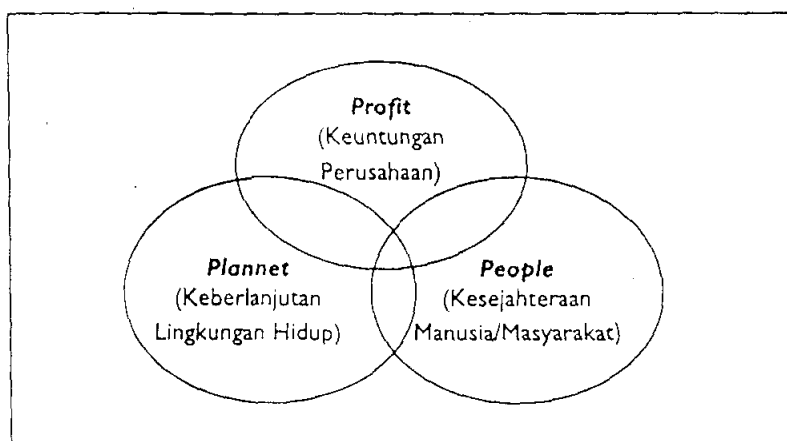 Profit
(Keuntungan
Perusahaan)
Plannet
(Keberlanjutan
Lingkungan Hidup)
People
(Kesejahteraan
Manusia/Masyarakat)